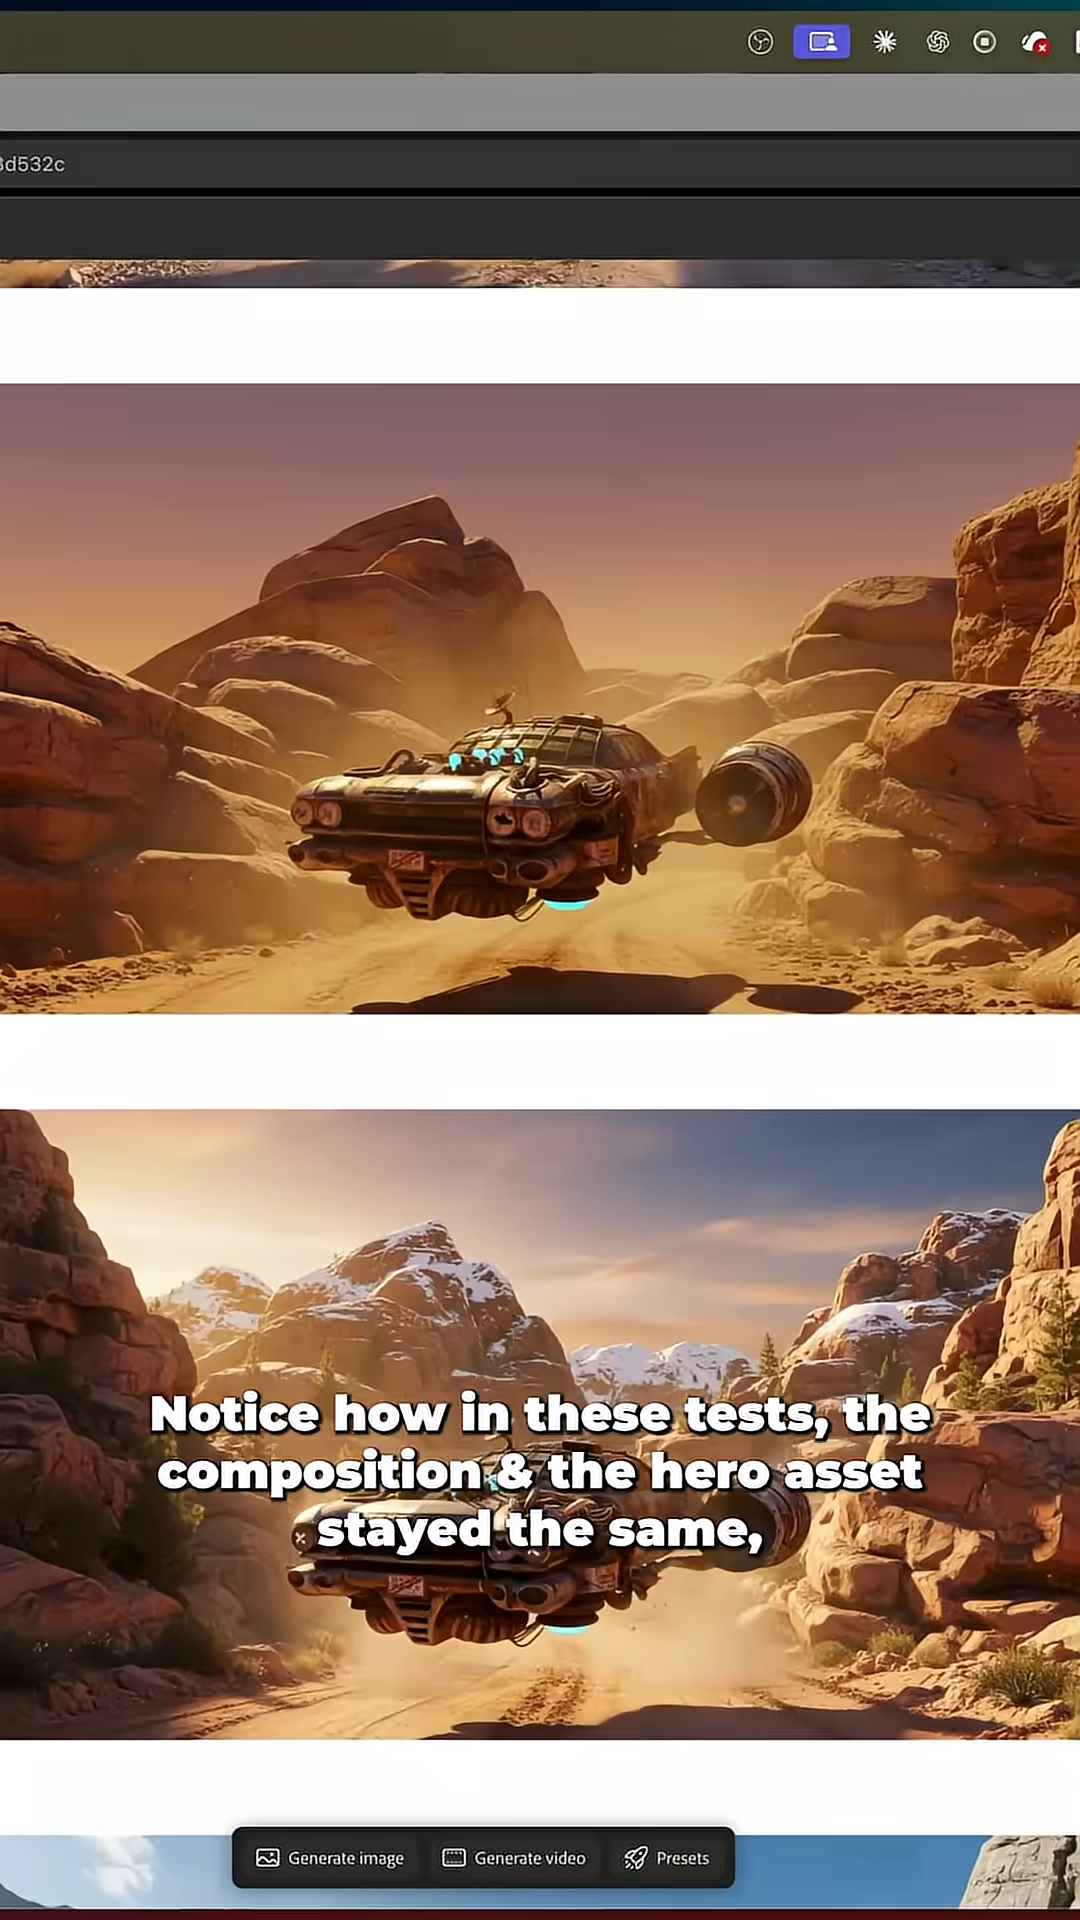 3d532c
Notice how in these tests, the
composition & the hero asset
stayed the same,
Generate image
Generate video
Presets